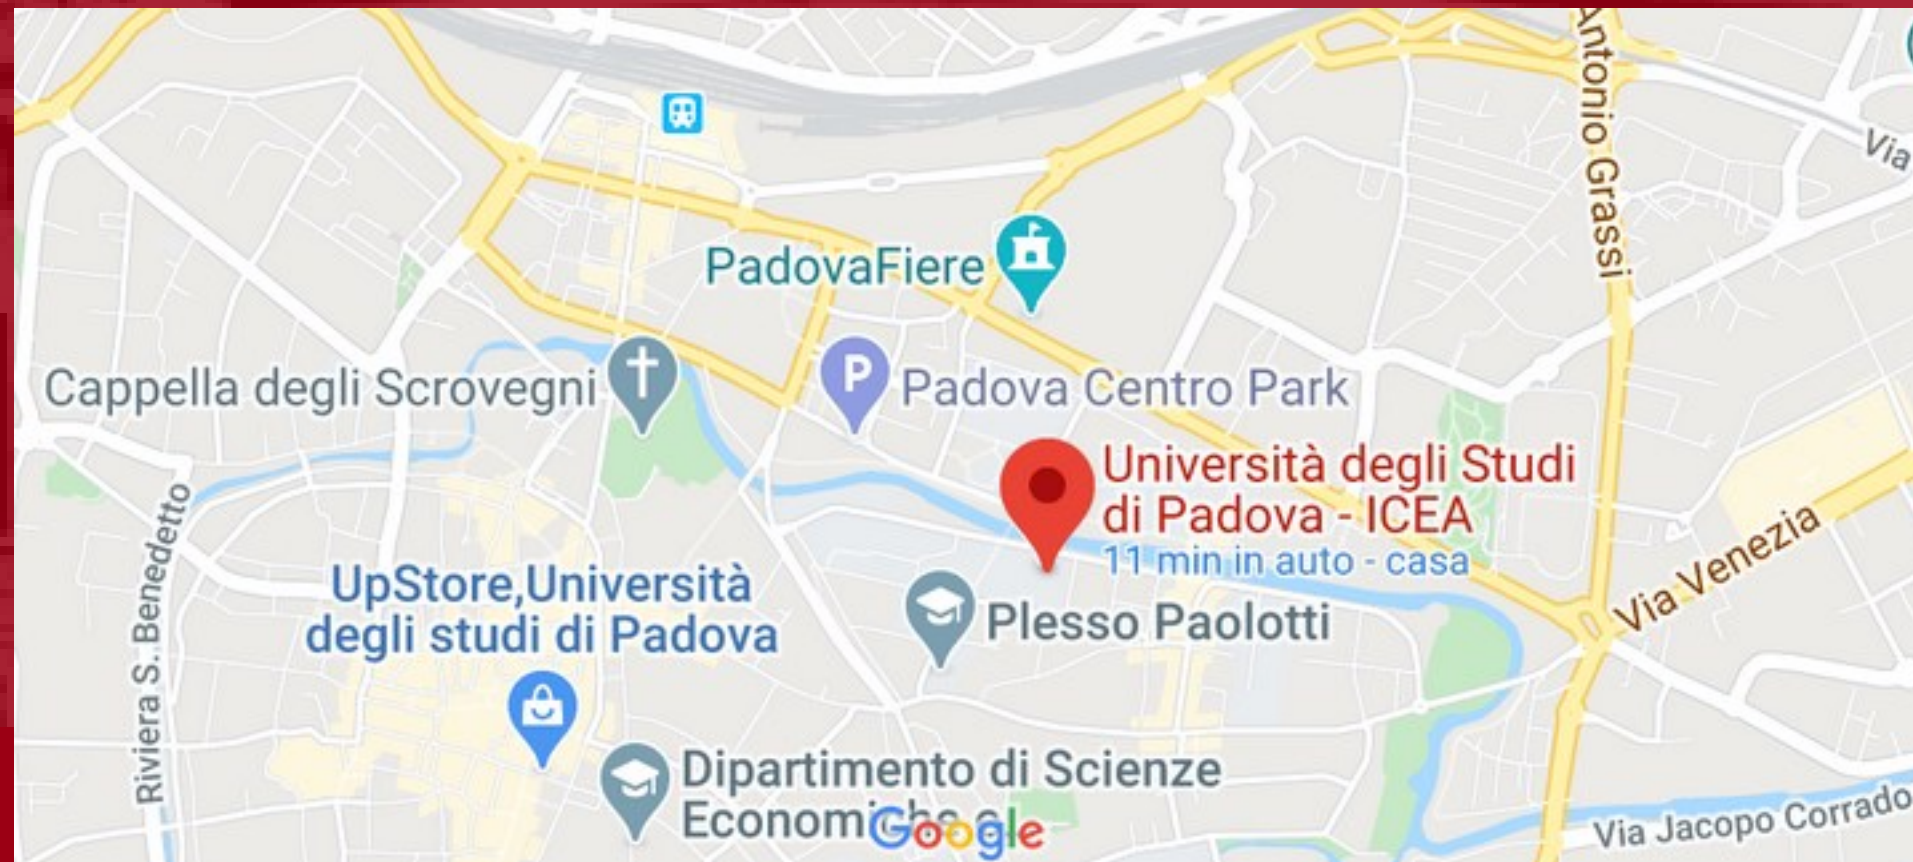 Antonio Grassi
Via
PadovaFiere
P
Cappella degli Scrovegni
Padova Centro Park
Università degli Studi
di Padova - ICEA
11 min in auto - casa
Riviera S. Benedetto
Via Venezia
UpStore,Università
degli studi di Padova
Plesso Paolotti
Dipartimento di Scienze
Economiche e
Google
Via Jacopo Corrado